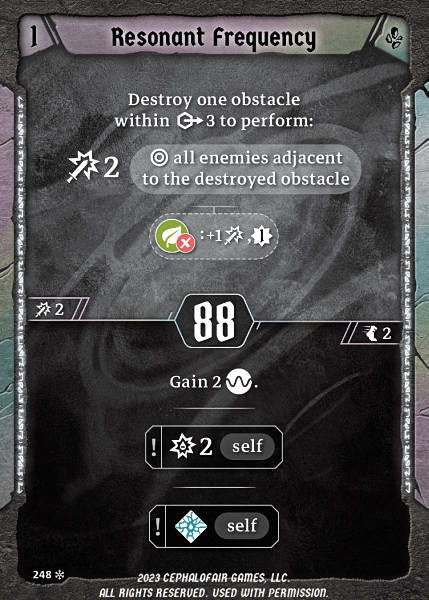 1 Resonant Frequency
Destroy one obstacle
within 3 to perform:
2 all enemies adjacent
to the destroyed obstacle
:+1 , 1
2
88
2
Gain 2 .
! 2 self
! self
248
2023 CEPHALOFAIR GAMES, LLC.
ALL RIGHTS RESERVED. USED WITH PERMISSION.